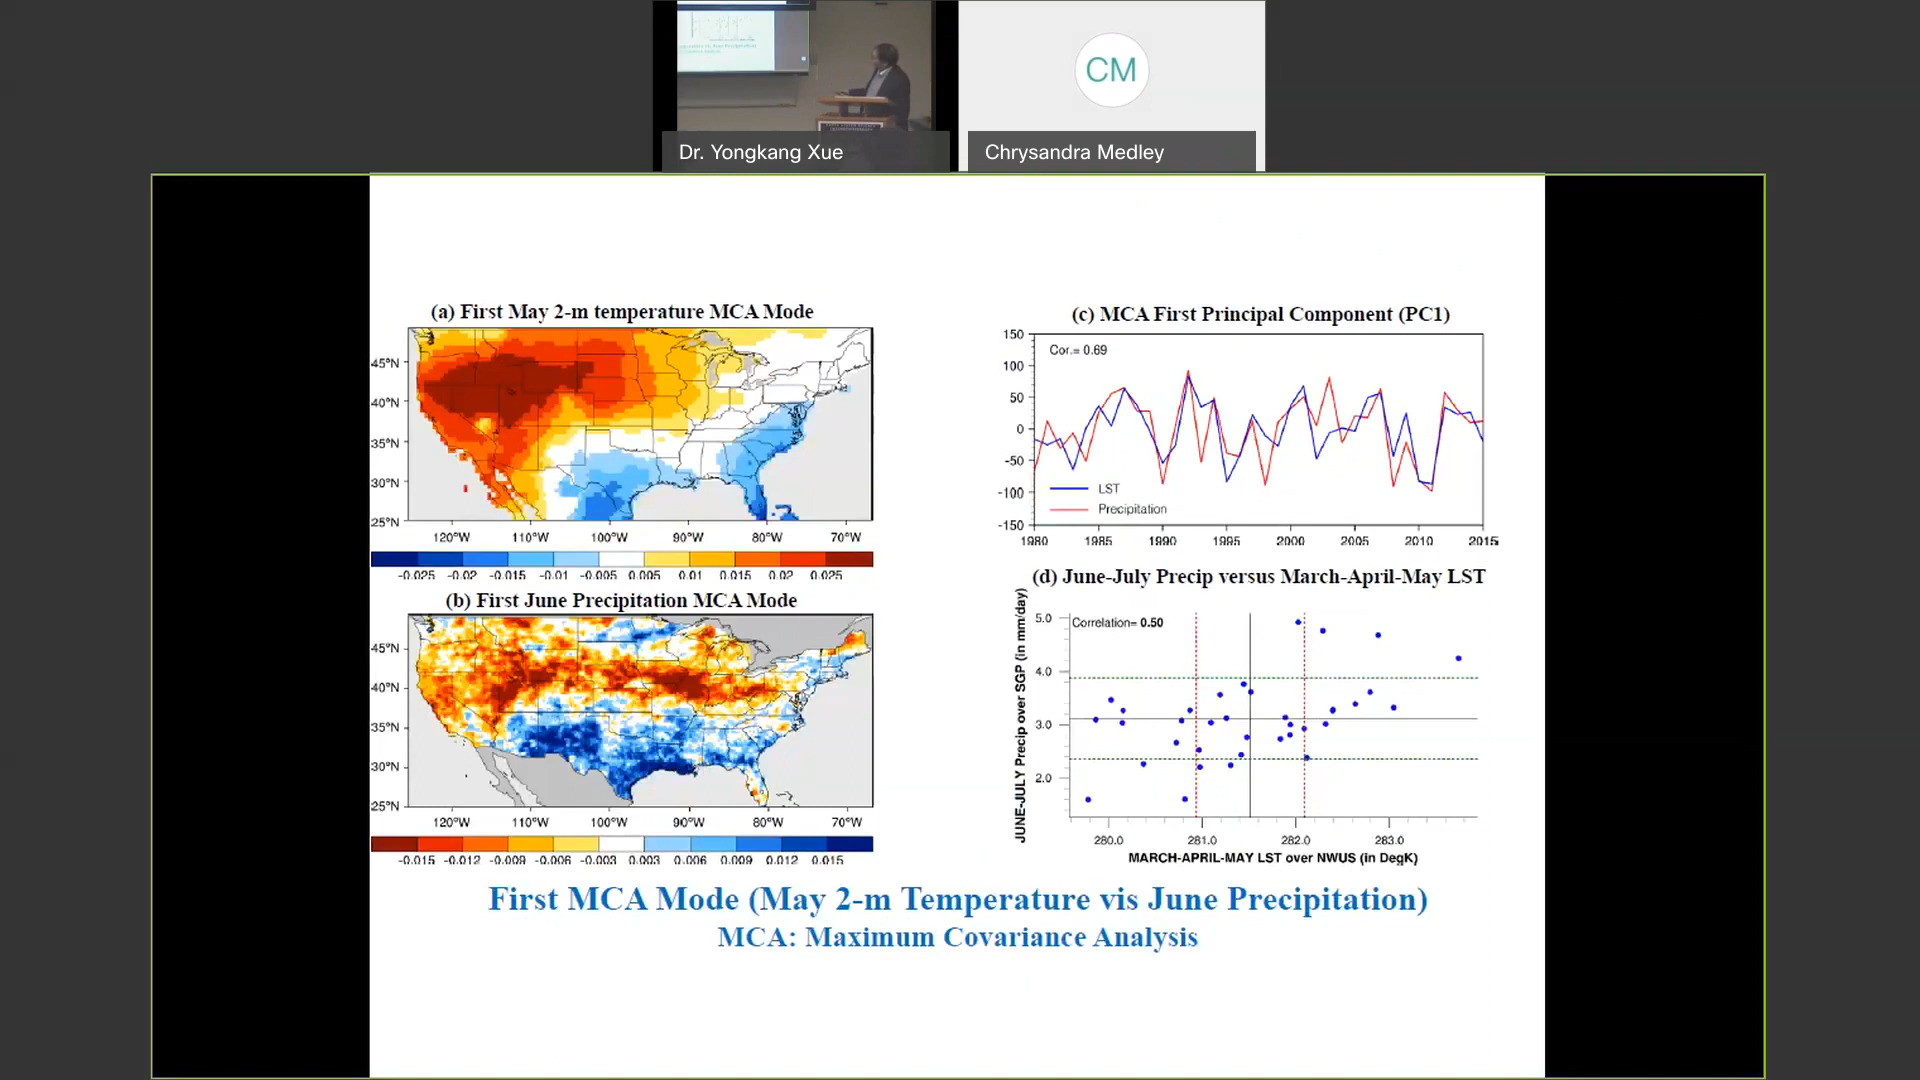 CM
Dr. Yongkang Xue
Chrysandra Medley
(a) First May 2-m temperature MCA Mode
45°N
40°N
35°N
30°N
25°N
120°W 110°W 100°W 90°W 80°W 70°W
-0.025 -0.02 -0.015 -0.01 -0.005 0.005 0.01 0.015 0.02 0.025
(b) First June Precipitation MCA Mode
45°N
40°N
35°N
30°N
25°N
120°W 110°W 100°W 90°W 80°W 70°W
-0.015 -0.012 -0.009 -0.006 -0.003 0.003 0.006 0.009 0.012 0.015
(c) MCA First Principal Component (PC1)
150
Cor.= 0.69
100
50
0
-50
LST
-100
Precipitation
-150
1980 1985 1990 1995 2000 2005 2010 2015
(d) June-July Precip versus March-April-May LST
JUNE-JULY Precip over SGP (in mm/day)
5.0
Correlation= 0.50
4.0
3.0
2.0
280.0 281.0 282.0 283.0
MARCH-APRIL-MAY LST over NWUS (in DegK)
First MCA Mode (May 2-m Temperature vis June Precipitation)
MCA: Maximum Covariance Analysis